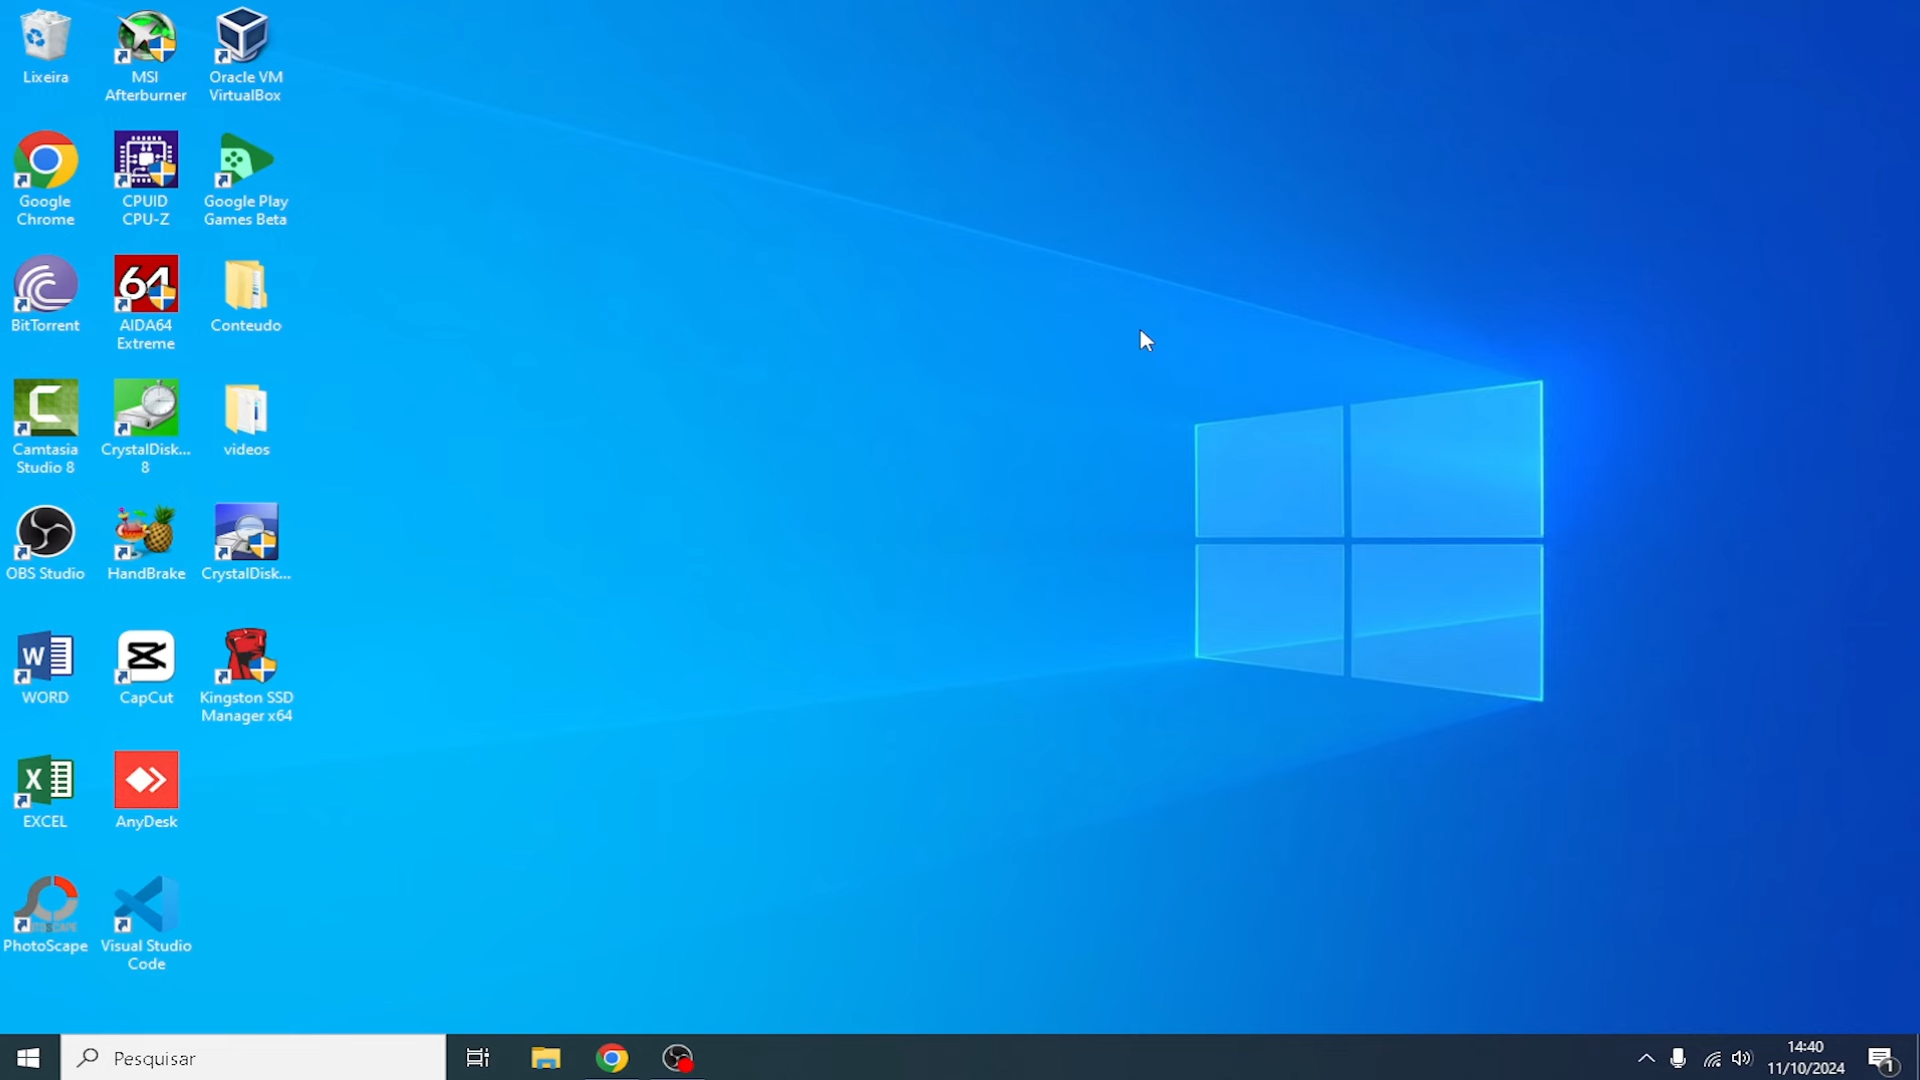 Lixeira
MSI
Afterburner
Oracle VM
VirtualBox
Google
Chrome
CPUID
CPU-Z
Google Play
Games Beta
BitTorrent
64
AIDA64
Extreme
Conteudo
Camtasia
Studio 8
CrystalDisk...
8
videos
OBS Studio
HandBrake
CrystalDisk...
W
WORD
CapCut
Kingston SSD
Manager x64
X
EXCEL
AnyDesk
PhotoScape
Visual Studio
Code
Pesquisar
14:40
11/10/2024
1